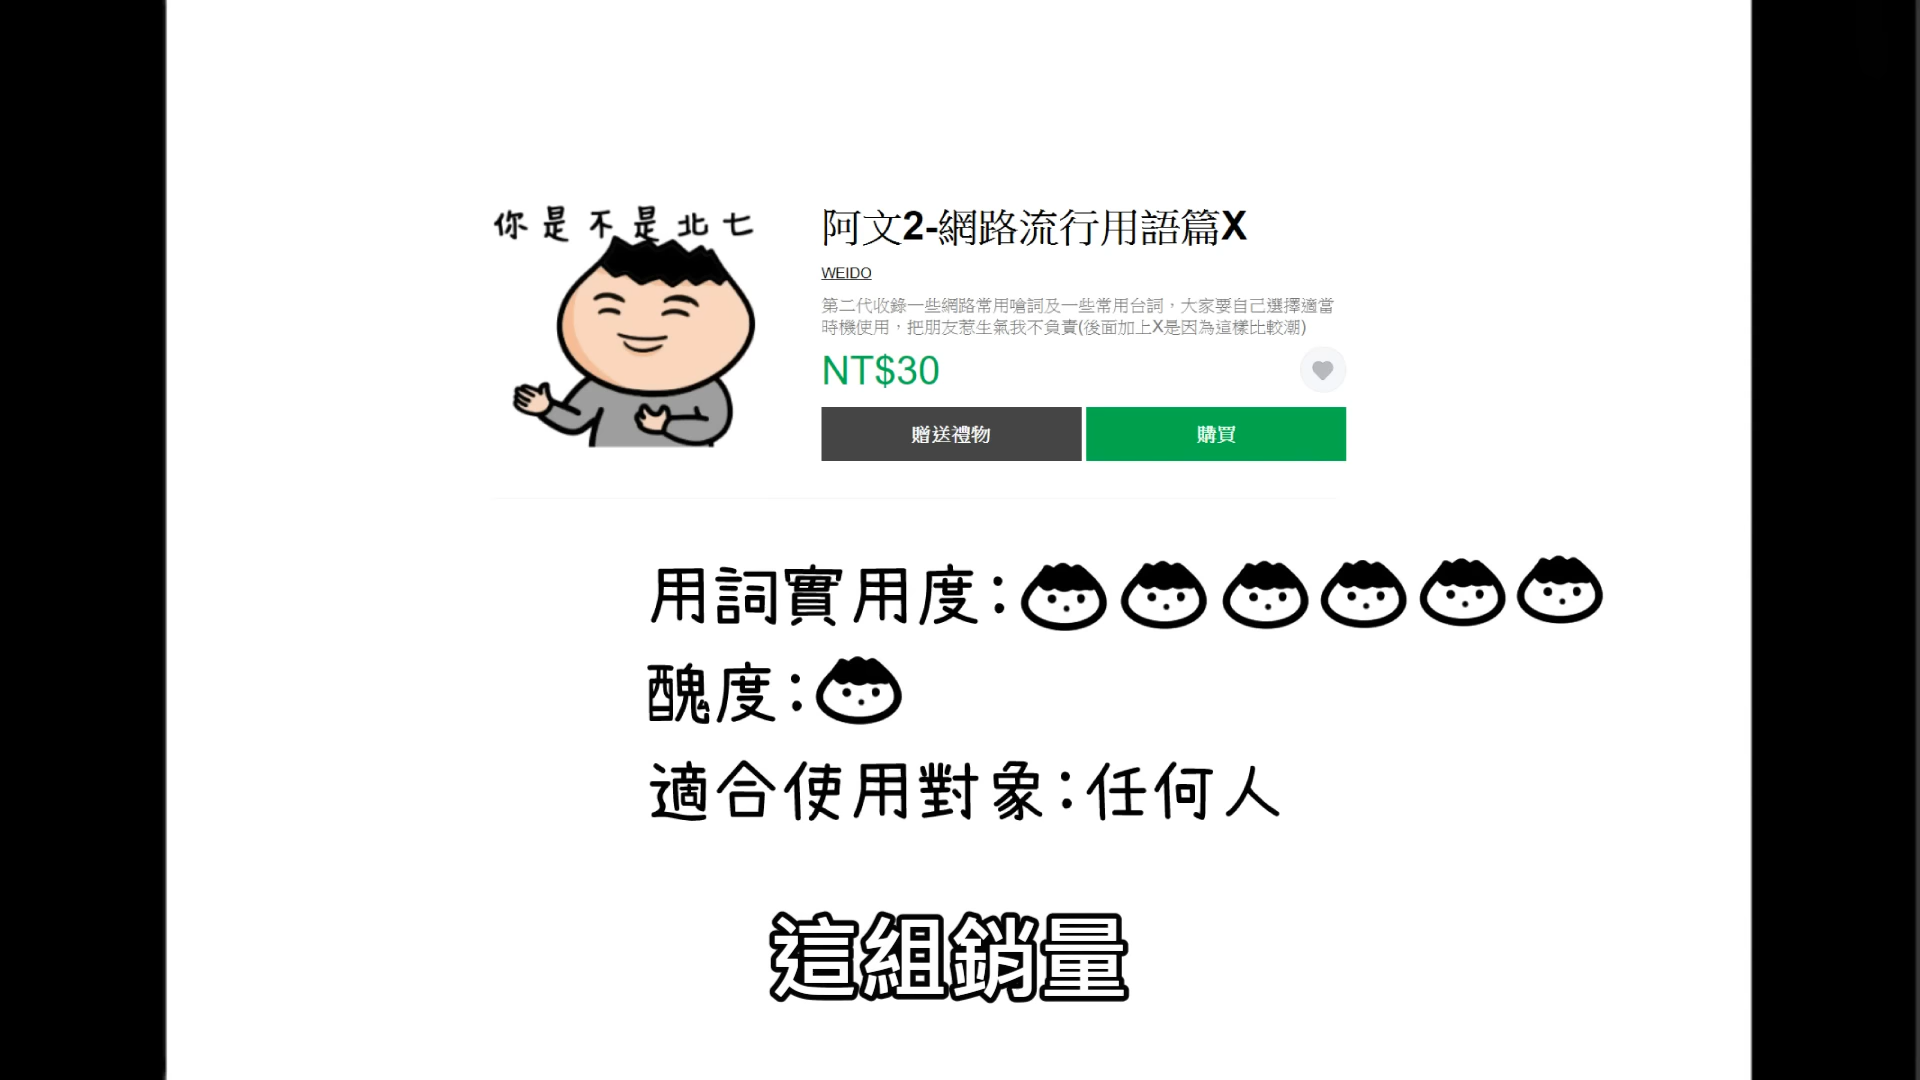 你是不是北七
阿文2-網路流行用語篇X
WEIDO
第二代收錄一些網路常用嗆詞及一些常用台詞，大家要自己選擇適當
時機使用，把朋友惹生氣我不負責(後面加上X是因為這樣比較潮)
NT$30
贈送禮物
購買
用詞實用度：
醜度：
適合使用對象：任何人
這組銷量